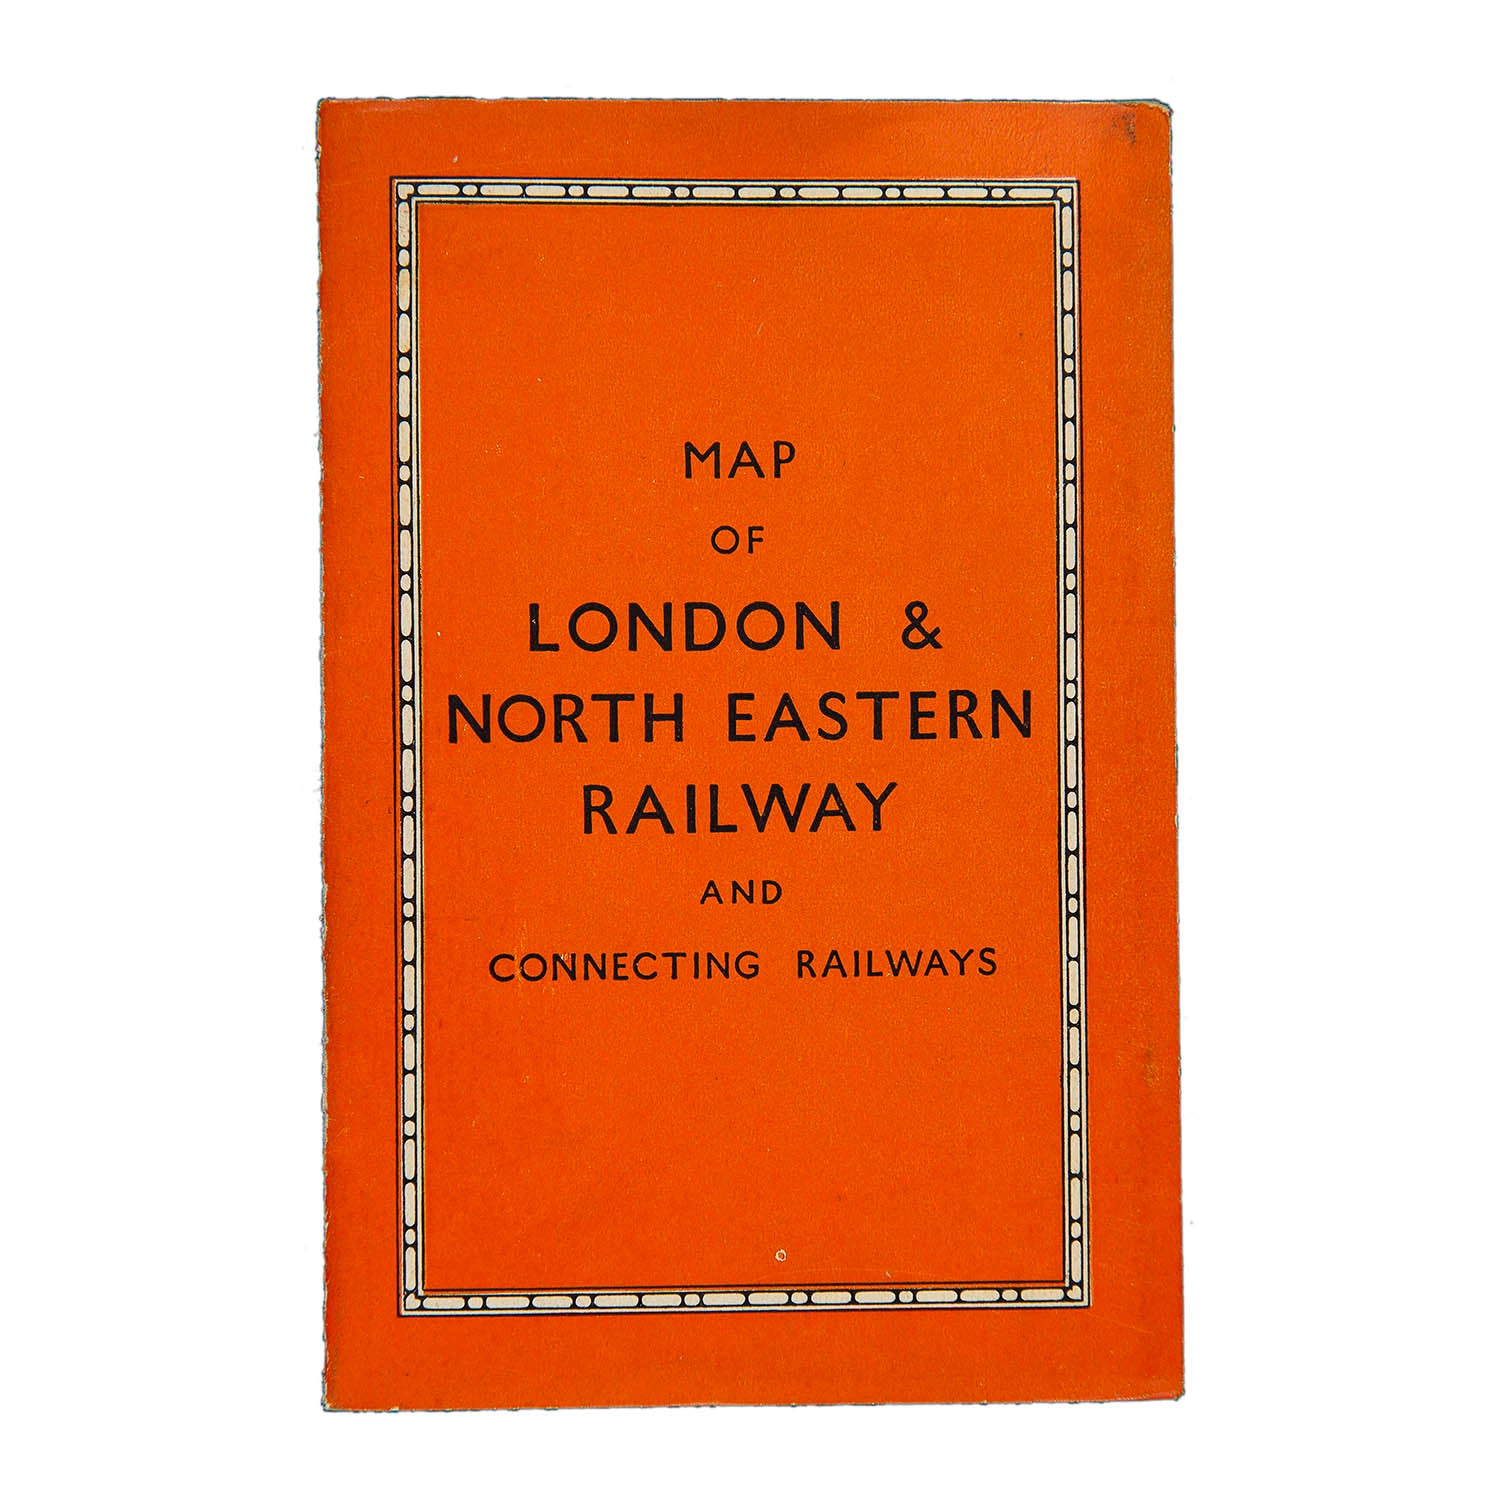 MAP
OF
LONDON &
NORTH EASTERN
RAILWAY
AND
CONNECTING RAILWAYS